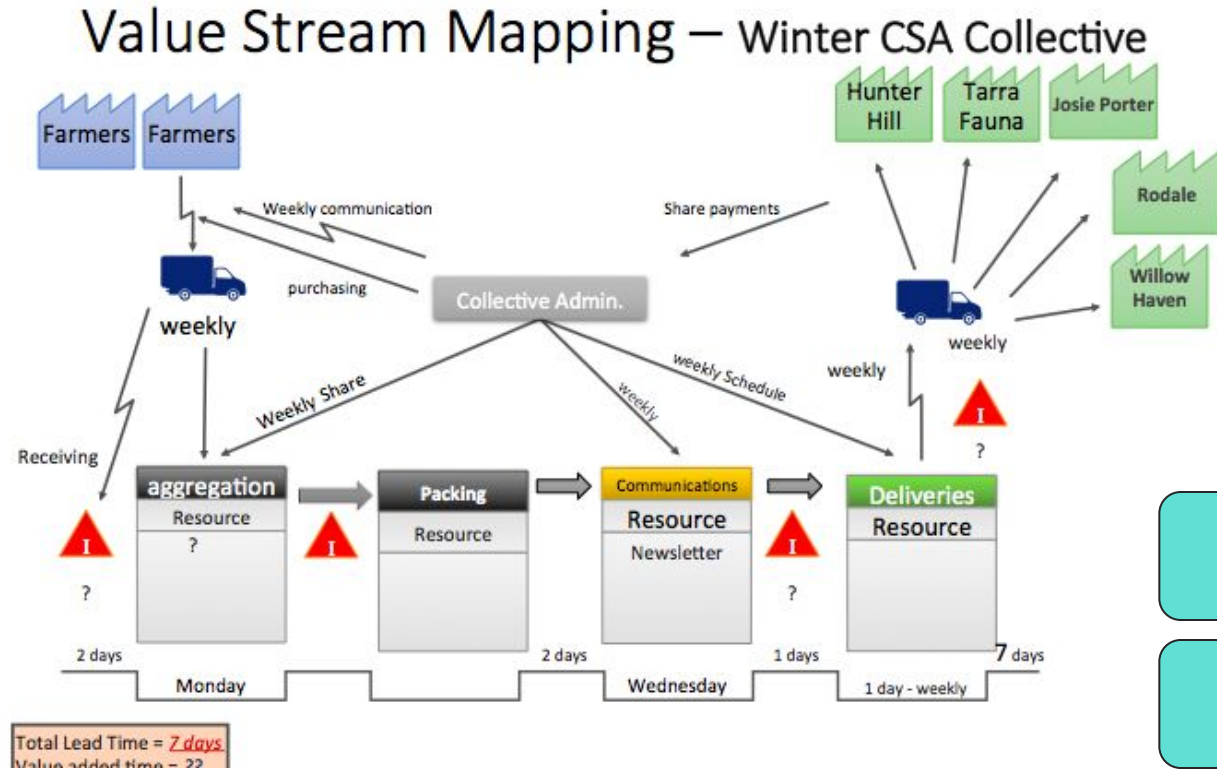 Value Stream Mapping – Winter CSA Collective
Farmers
Farmers
Hunter
Hill
Tarra
Fauna
Josie Porter
Rodale
Willow
Haven
Weekly communication
Share payments
purchasing
Collective Admin.
weekly
weekly
weekly
Weekly Share
weekly
weekly Schedule
Receiving
I
?
aggregation
Resource
?
I
Packing
Resource
Communications
Resource
Newsletter
I
?
Deliveries
Resource
I
?
2 days
Monday
2 days
Wednesday
1 days
1 day - weekly
7 days
Total Lead Time = 7 days
Value added time = ??